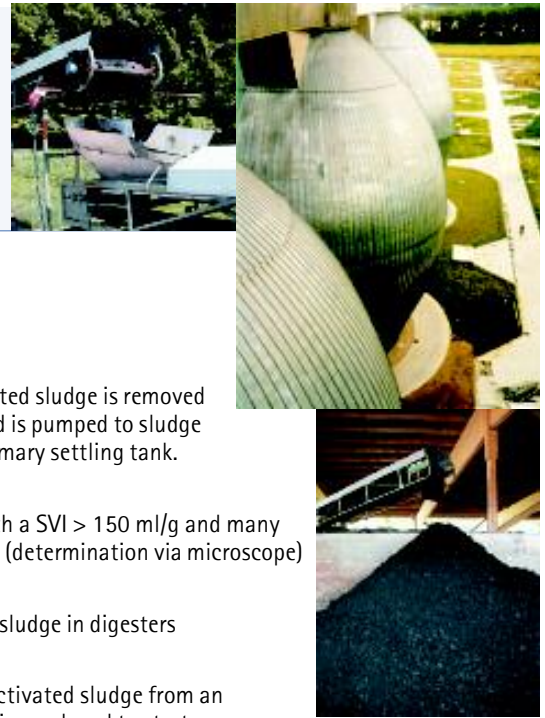 ted sludge is removed
d is pumped to sludge
mary settling tank.
h a SVI > 150 ml/g and many
(determination via microscope)
sludge in digesters
ctivated sludge from an